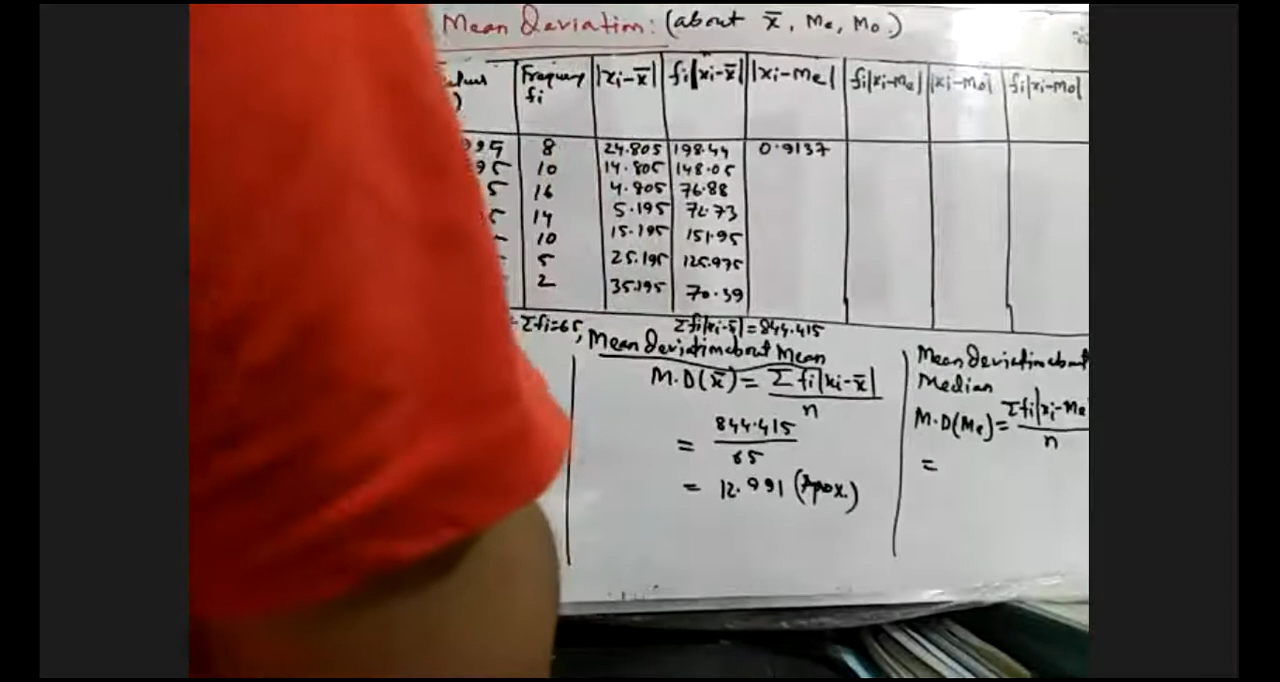 Mean Deviation: (about x̄, Me, Mo.)
Frequency fi |xi-x̄| fi|xi-x̄| |xi-Me| fi|xi-Me| |xi-Mo| fi|xi-Mo|
8 24.805 198.44 0.9137
95 10 14.805 148.05
5 16 4.805 76.88
14 5.195 72.73
10 15.195 151.95
5 25.195 125.975
2 35.195 70.39
Σfi=65, Σfi|xi-x̄|=844.415
Mean deviation about Mean
M.D(x̄) = Σfi|xi-x̄|
n
= 844.415
65
= 12.991 (Apox.)
Mean deviation about
Median
M.D(Me) = Σfi|xi-Me
n
=